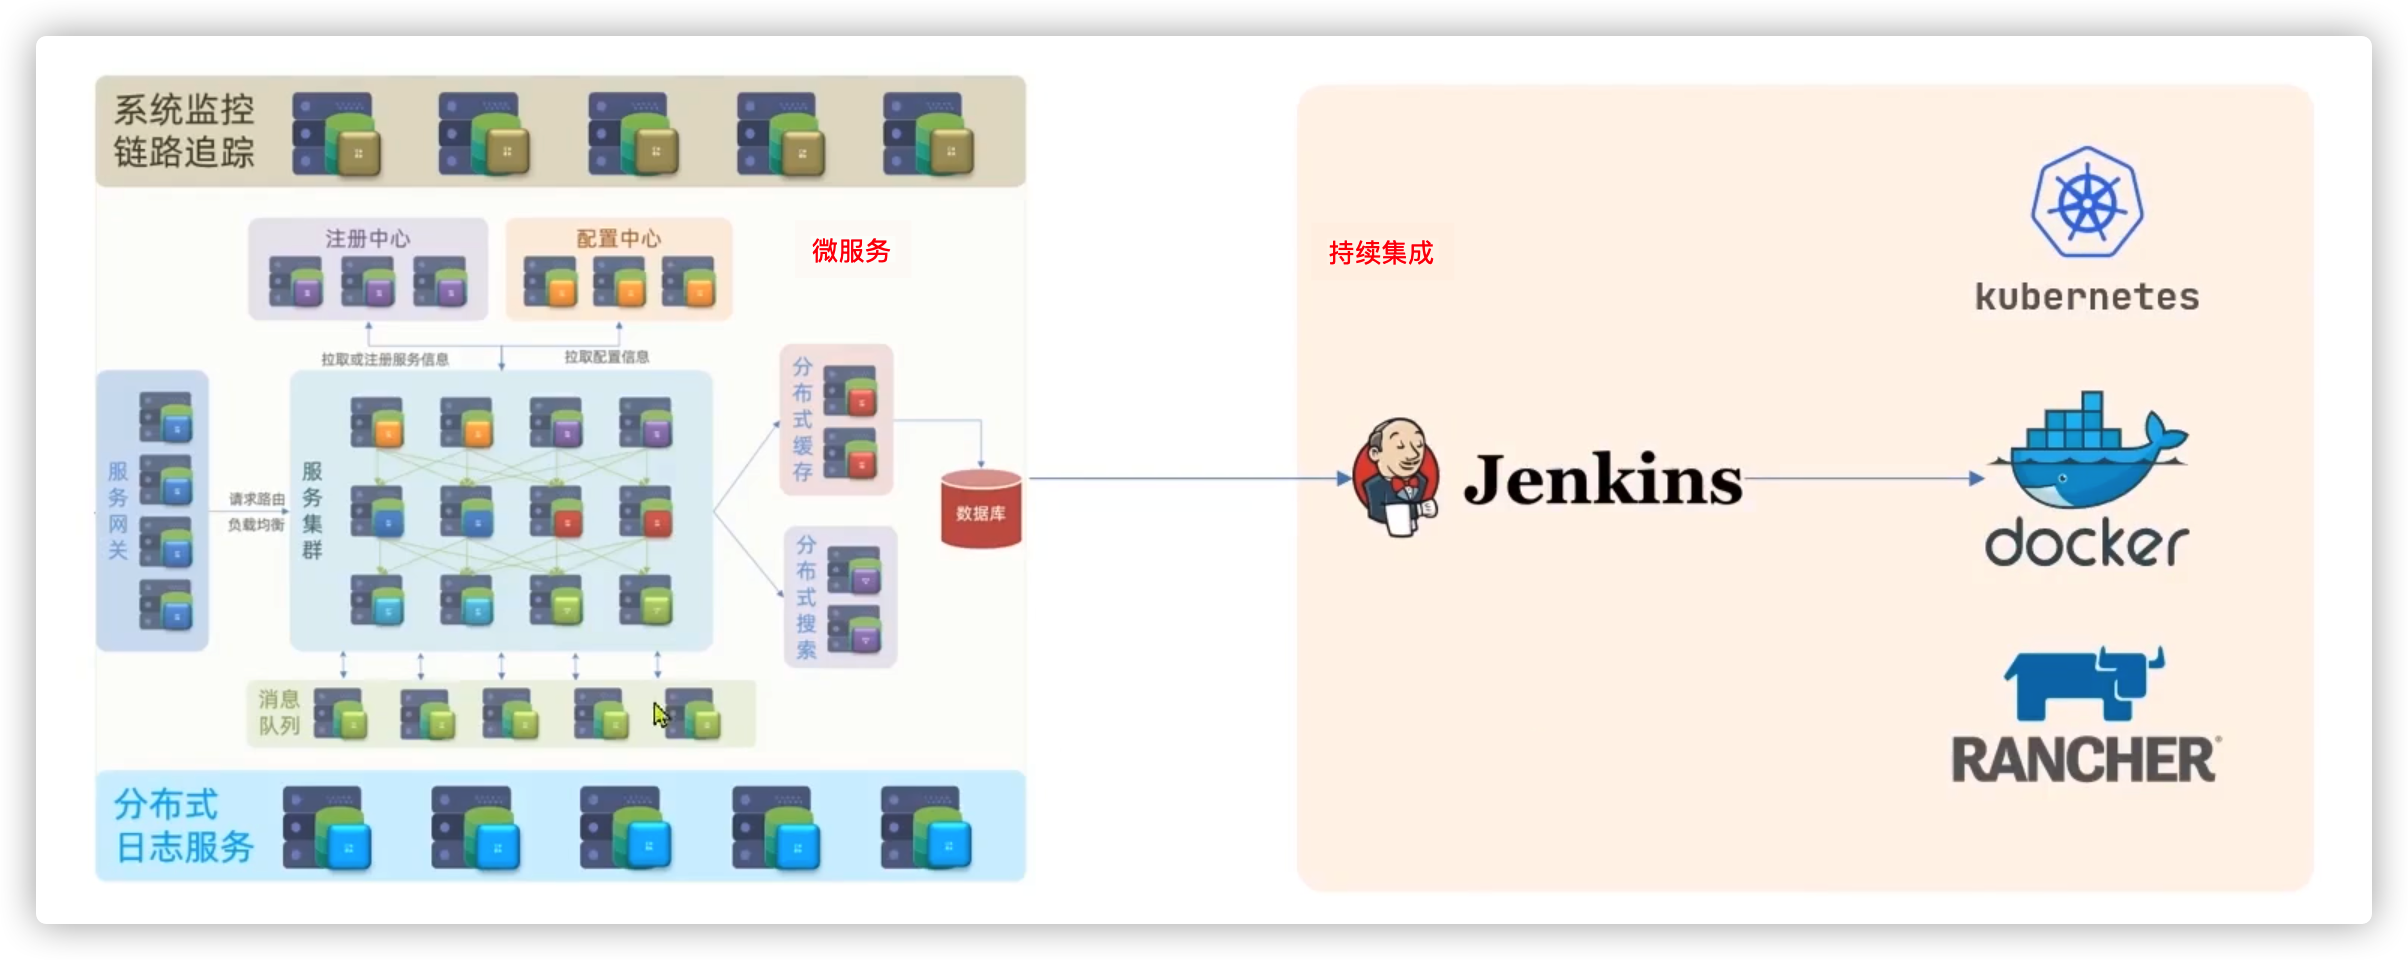 系统监控
链路追踪
注册中心
配置中心
微服务
拉取或注册服务信息
拉取配置信息
服务网关
请求路由
负载均衡
服务集群
分布式缓存
分布式搜索
数据库
消息
队列
分布式
日志服务
持续集成
kubernetes
Jenkins
docker
RANCHER